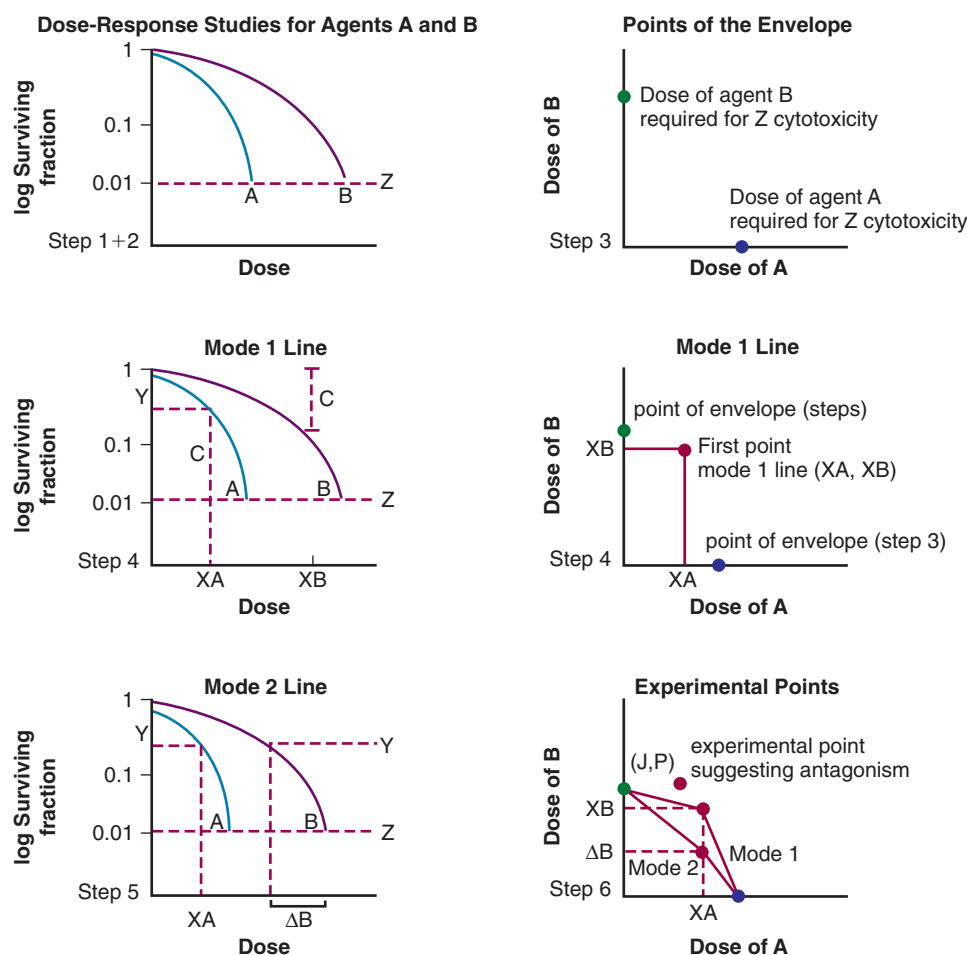 Dose-Response Studies for Agents A and B
log Surviving
fraction
1
0.1
0.01
Z
A
B
Step 1+2
Dose
Points of the Envelope
Dose of B
Dose of agent B
required for Z cytotoxicity
Dose of agent A
required for Z cytotoxicity
Step 3
Dose of A
Mode 1 Line
log Surviving
fraction
1
Y
C
0.1
C
A
B
0.01
Z
Step 4
XA
XB
Dose
Mode 1 Line
Dose of B
point of envelope (steps)
XB
First point
mode 1 line (XA, XB)
point of envelope (step 3)
Step 4
XA
Dose of A
Mode 2 Line
log Surviving
fraction
1
Y
Y
0.1
A
B
0.01
Z
Step 5
XA
ΔB
Dose
Experimental Points
Dose of B
(J,P)
experimental point
suggesting antagonism
XB
ΔB
Mode 2
Mode 1
Step 6
XA
Dose of A